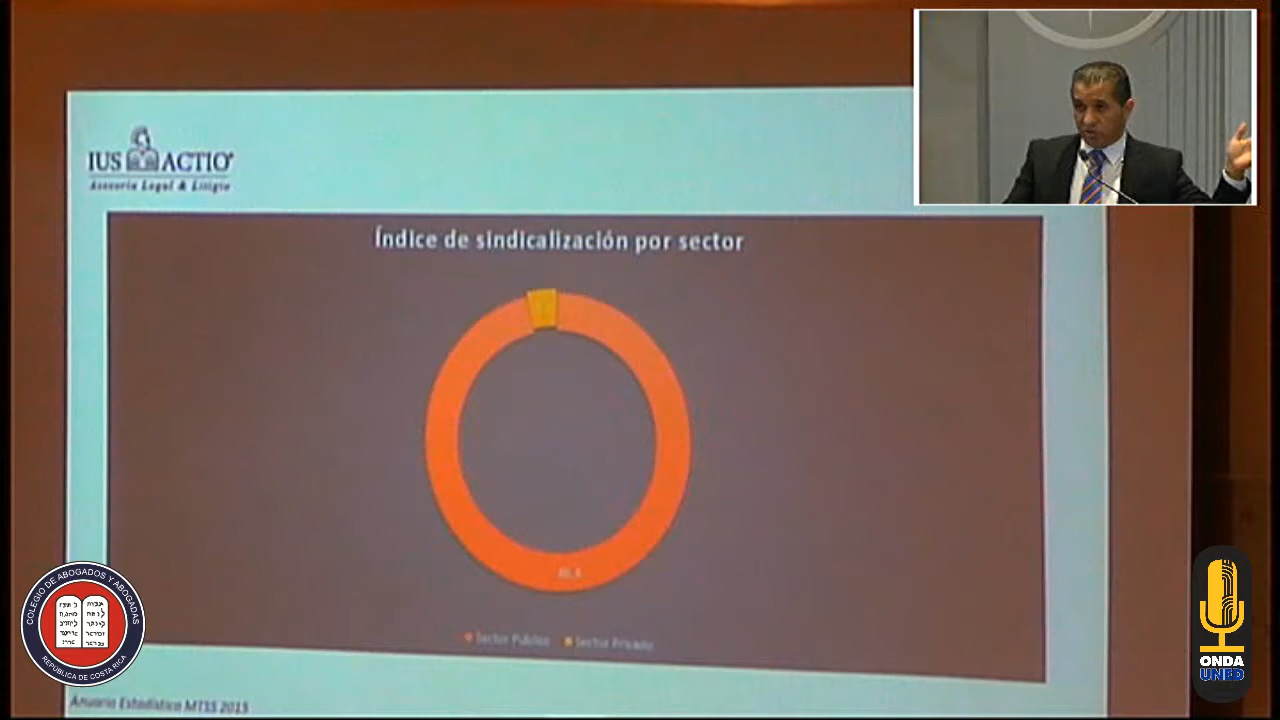 IUS ACTIO
Asesoría Legal & Litigio
Índice de sindicalización por sector
Sector Público
Sector Privado
Anuario Estadístico MTSS 2015
COLEGIO DE ABOGADOS Y ABOGADAS
REPÚBLICA DE COSTA RICA
ONDA
UNED